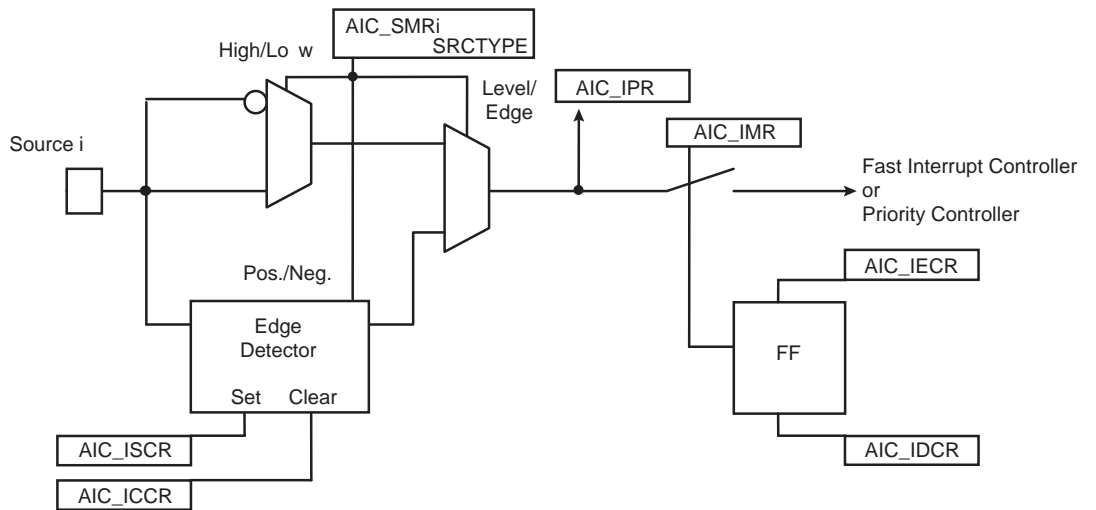 AIC_SMRi
SRCTYPE
High/Lo w
Level/
Edge
AIC_IPR
AIC_IMR
Source i
Fast Interrupt Controller
or
Priority Controller
Pos./Neg.
AIC_IECR
Edge
Detector
FF
Set Clear
AIC_ISCR
AIC_IDCR
AIC_ICCR